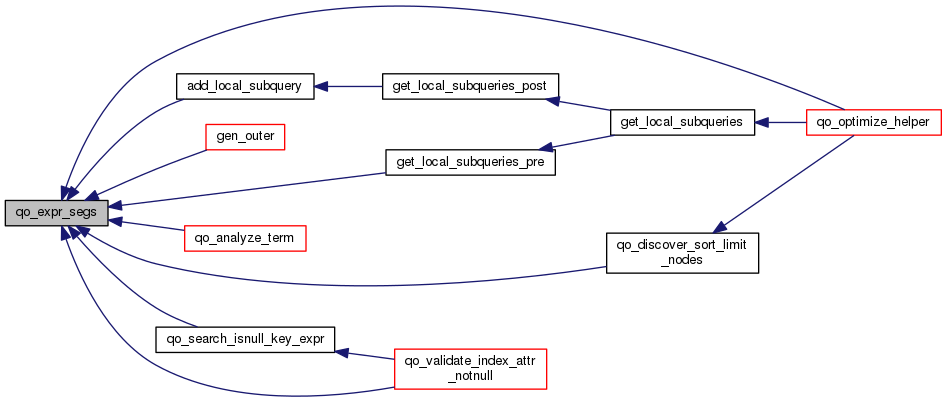 add_local_subquery
get_local_subqueries_post
get_local_subqueries
qo_optimize_helper
gen_outer
get_local_subqueries_pre
qo_expr_segs
qo_analyze_term
qo_discover_sort_limit
_nodes
qo_search_isnull_key_expr
qo_validate_index_attr
_notnull